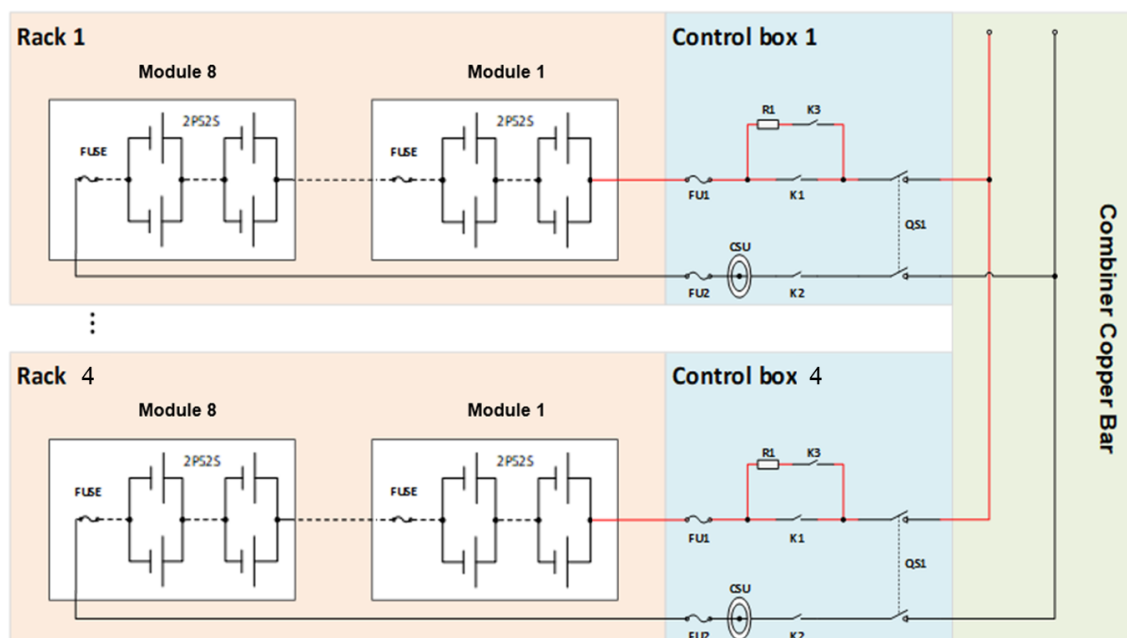 Rack 1
Control box 1
Module 8
Module 1
2P52S
2P52S
R1
K3
FUSE
FUSE
FU1
K1
QS1
CSU
FU2
K2
Combiner Copper Bar
Rack 4
Control box 4
Module 8
Module 1
2P52S
2P52S
R1
K3
FUSE
FUSE
FU1
K1
QS1
CSU
FU2
K2